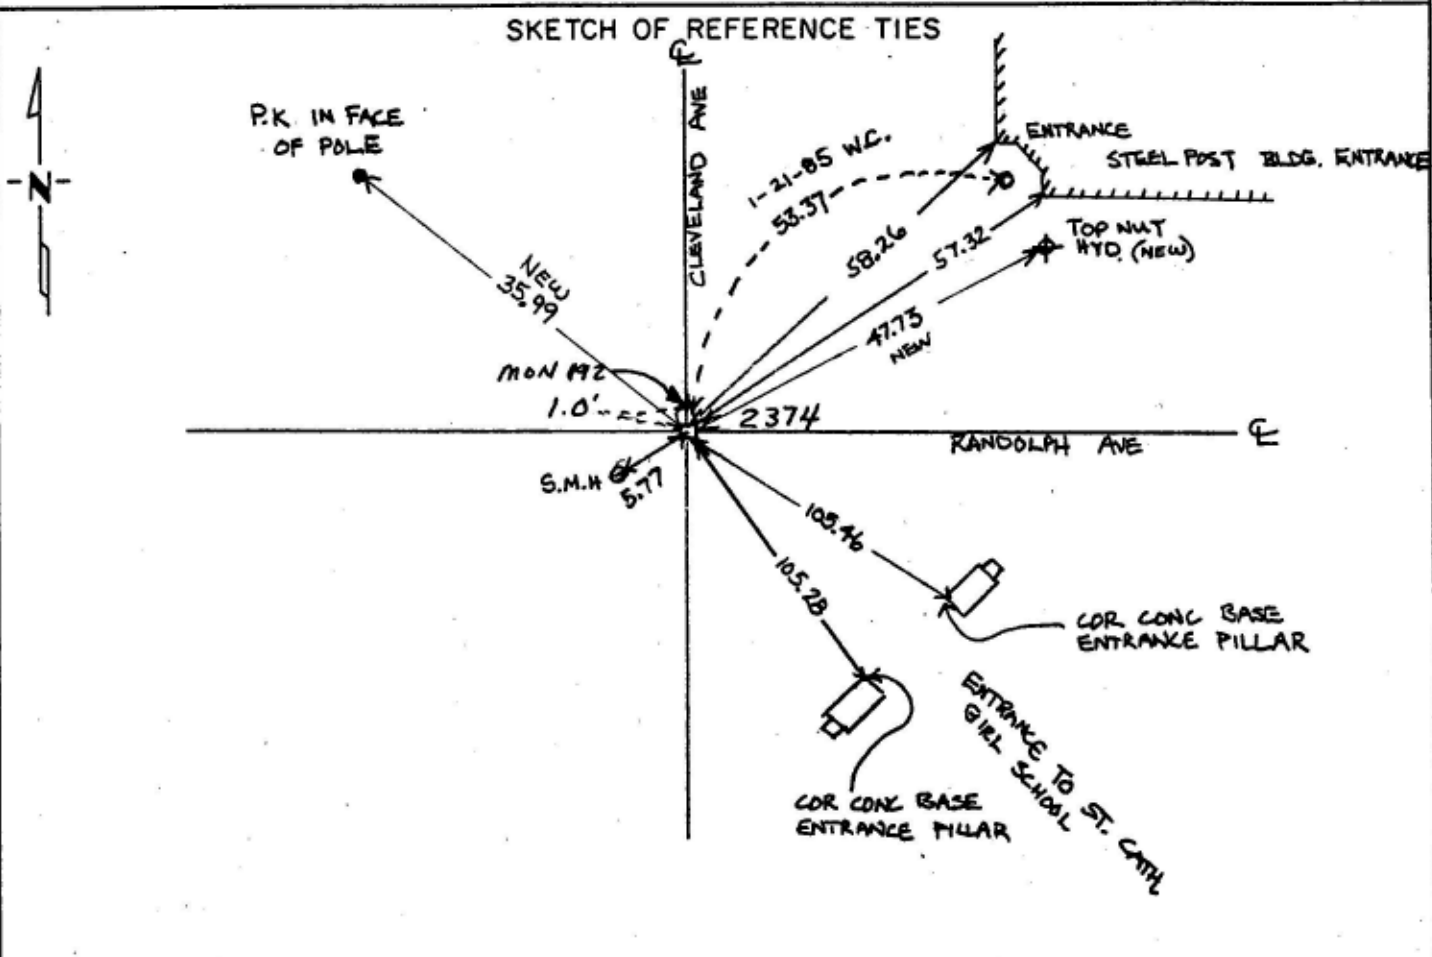 SKETCH OF REFERENCE TIES
℄
CLEVELAND AVE
-N-
P.K. IN FACE
OF POLE
1-21-85 W.C.
53.37
ENTRANCE
STEEL POST BLDG. ENTRANCE
58.26
57.32
TOP NUT
HYD. (NEW)
47.73
NEW
NEW
35.99
MON 192
1.0'
2374
RANDOLPH AVE
℄
S.M.H
5.77
105.46
105.28
COR CONC BASE
ENTRANCE PILLAR
COR CONC BASE
ENTRANCE PILLAR
ENTRANCE TO ST. CATH
GIRL SCHOOL